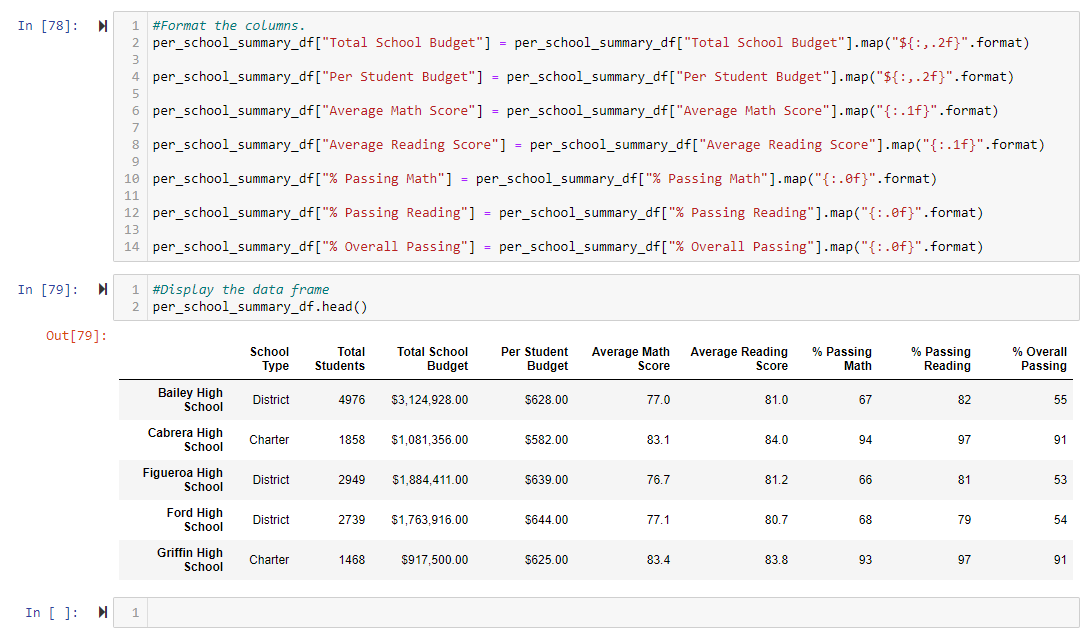 In [78]:
1 #Format the columns.
2 per_school_summary_df["Total School Budget"] = per_school_summary_df["Total School Budget"].map("${:,.2f}".format)
3
4 per_school_summary_df["Per Student Budget"] = per_school_summary_df["Per Student Budget"].map("${:,.2f}".format)
5
6 per_school_summary_df["Average Math Score"] = per_school_summary_df["Average Math Score"].map("{:.1f}".format)
7
8 per_school_summary_df["Average Reading Score"] = per_school_summary_df["Average Reading Score"].map("{:.1f}".format)
9
10 per_school_summary_df["% Passing Math"] = per_school_summary_df["% Passing Math"].map("{:.0f}".format)
11
12 per_school_summary_df["% Passing Reading"] = per_school_summary_df["% Passing Reading"].map("{:.0f}".format)
13
14 per_school_summary_df["% Overall Passing"] = per_school_summary_df["% Overall Passing"].map("{:.0f}".format)
In [79]:
1 #Display the data frame
2 per_school_summary_df.head()
Out[79]:
School Total Total School Per Student Average Math Average Reading % Passing % Passing % Overall
Type Students Budget Budget Score Score Math Reading Passing
Bailey High
School District 4976 $3,124,928.00 $628.00 77.0 81.0 67 82 55
Cabrera High
School Charter 1858 $1,081,356.00 $582.00 83.1 84.0 94 97 91
Figueroa High
School District 2949 $1,884,411.00 $639.00 76.7 81.2 66 81 53
Ford High
School District 2739 $1,763,916.00 $644.00 77.1 80.7 68 79 54
Griffin High
School Charter 1468 $917,500.00 $625.00 83.4 83.8 93 97 91
In [ ]:
1